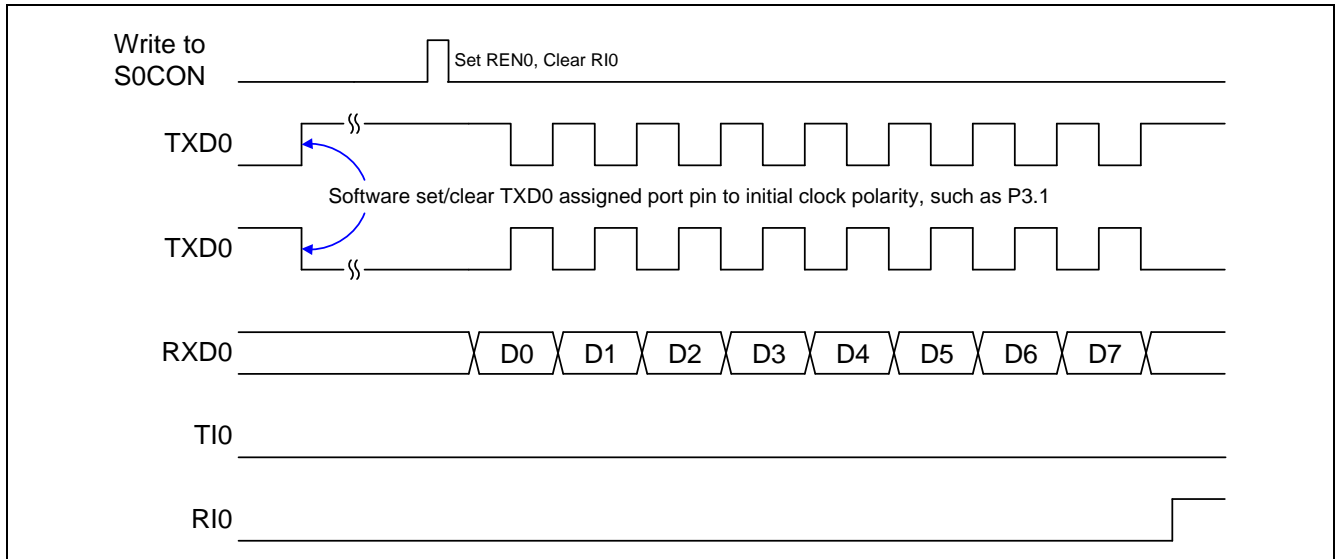 Write to
S0CON
Set REN0, Clear RI0
TXD0
Software set/clear TXD0 assigned port pin to initial clock polarity, such as P3.1
TXD0
RXD0
D0 D1 D2 D3 D4 D5 D6 D7
TI0
RI0